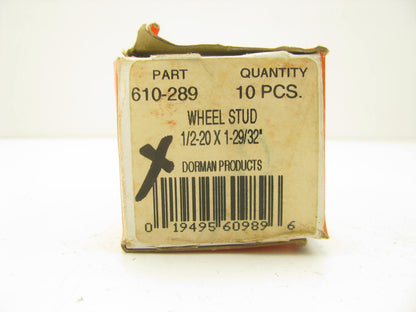 PART QUANTITY
610-289 10 PCS.
WHEEL STUD
1/2-20 X 1-29/32"
X
DORMAN PRODUCTS
0 19495 60989 6